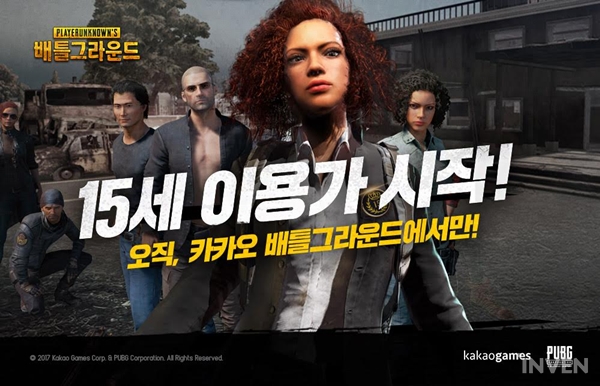 PLAYERUNKNOWN'S
배틀그라운드
15세 이용가 시작!
오직, 카카오 배틀그라운드에서만!
© 2017 Kakao Games Corp. & PUBG Corporation. All Rights Reserved.
kakaogames
PUBG
INVEN